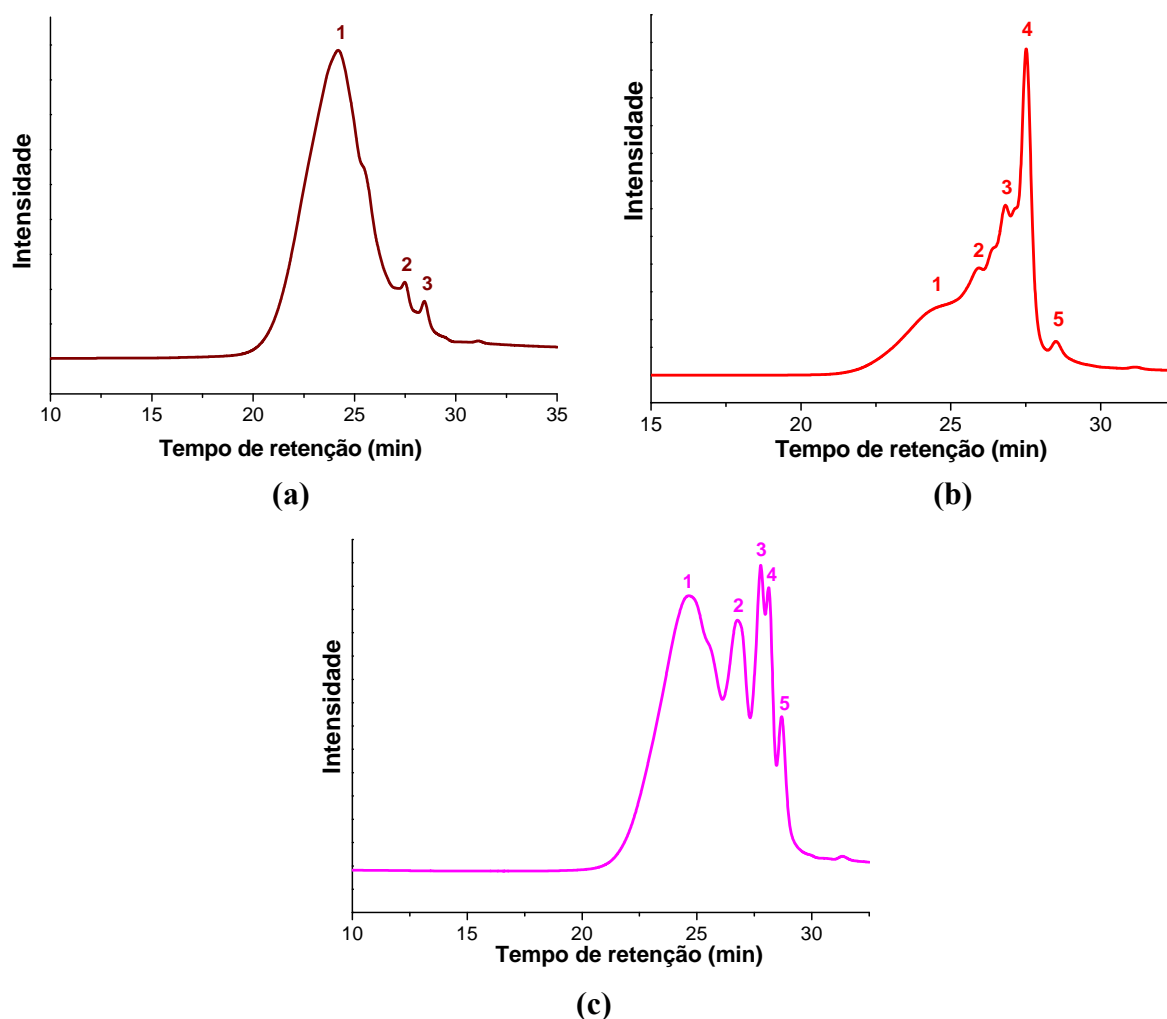 1
2
3
Intensidade
10 15 20 25 30 35
Tempo de retenção (min)
(a)
4
3
2
1
5
Intensidade
15 20 25 30
Tempo de retenção (min)
(b)
3
4
1
2
5
Intensidade
10 15 20 25 30
Tempo de retenção (min)
(c)